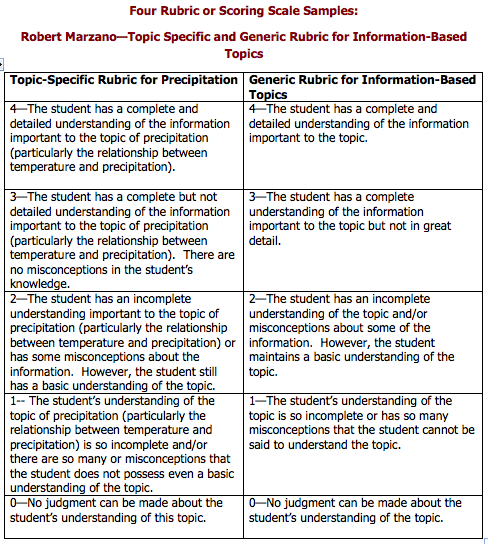 Four Rubric or Scoring Scale Samples:
Robert Marzano—Topic Specific and Generic Rubric for Information-Based
Topics
Topic-Specific Rubric for Precipitation
4—The student has a complete and
detailed understanding of the information
important to the topic of precipitation
(particularly the relationship between
temperature and precipitation).
Generic Rubric for Information-Based
Topics
4—The student has a complete and
detailed understanding of the information
important to the topic.
3—The student has a complete but not
detailed understanding of the information
important to the topic of precipitation
(particularly the relationship between
temperature and precipitation).  There are
no misconceptions in the student's
knowledge.
3—The student has a complete
understanding of the information
important to the topic but not in great
detail.
2—The student has an incomplete
understanding important to the topic of
precipitation (particularly the relationship
between temperature and precipitation) or
has some misconceptions about the
information.  However, the student still
has a basic understanding of the topic.
2—The student has an incomplete
understanding of the topic and/or
misconceptions about some of the
information.  However, the student
maintains a basic understanding of the
topic.
1-- The student's understanding of the
topic of precipitation (particularly the
relationship between temperature and
precipitation) is so incomplete and/or
there are so many or misconceptions that
the student does not possess even a basic
understanding of the topic.
1—The student's understanding of the
topic is so incomplete or has so many
misconceptions that the student cannot be
said to understand the topic.
0—No judgment can be made about the
student's understanding of this topic.
0—No judgment can be made about the
student's understanding of the topic.